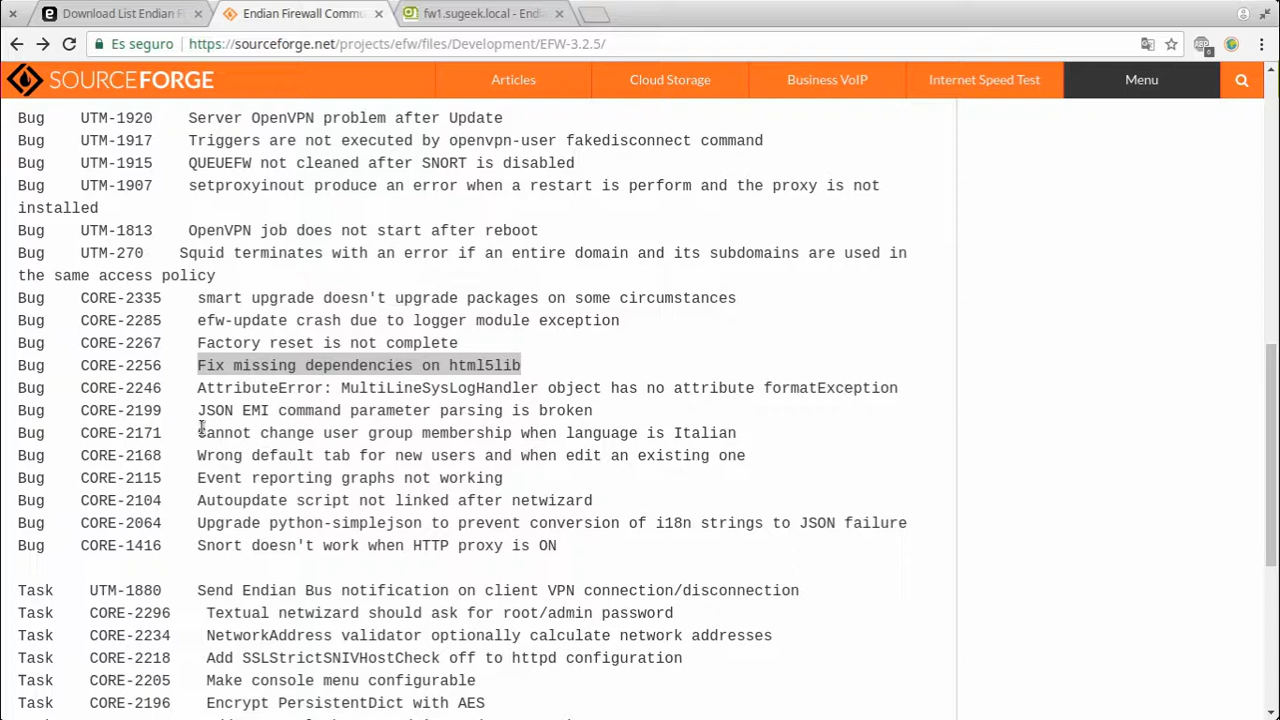 Download List Endian Fi
Endian Firewall Commu
fw1.sugeek.local - Endia
Es seguro
https://sourceforge.net/projects/efw/files/Development/EFW-3.2.5/
SOURCEFORGE
Articles
Cloud Storage
Business VoIP
Internet Speed Test
Menu
Bug UTM-1920 Server OpenVPN problem after Update
Bug UTM-1917 Triggers are not executed by openvpn-user fakedisconnect command
Bug UTM-1915 QUEUEFW not cleaned after SNORT is disabled
Bug UTM-1907 setproxyinout produce an error when a restart is perform and the proxy is not
installed
Bug UTM-1813 OpenVPN job does not start after reboot
Bug UTM-270 Squid terminates with an error if an entire domain and its subdomains are used in
the same access policy
Bug CORE-2335 smart upgrade doesn't upgrade packages on some circumstances
Bug CORE-2285 efw-update crash due to logger module exception
Bug CORE-2267 Factory reset is not complete
Bug CORE-2256 Fix missing dependencies on html5lib
Bug CORE-2246 AttributeError: MultiLineSysLogHandler object has no attribute formatException
Bug CORE-2199 JSON EMI command parameter parsing is broken
Bug CORE-2171 Cannot change user group membership when language is Italian
Bug CORE-2168 Wrong default tab for new users and when edit an existing one
Bug CORE-2115 Event reporting graphs not working
Bug CORE-2104 Autoupdate script not linked after netwizard
Bug CORE-2064 Upgrade python-simplejson to prevent conversion of i18n strings to JSON failure
Bug CORE-1416 Snort doesn't work when HTTP proxy is ON
Task UTM-1880 Send Endian Bus notification on client VPN connection/disconnection
Task CORE-2296 Textual netwizard should ask for root/admin password
Task CORE-2234 NetworkAddress validator optionally calculate network addresses
Task CORE-2218 Add SSLStrictSNIVHostCheck off to httpd configuration
Task CORE-2205 Make console menu configurable
Task CORE-2196 Encrypt PersistentDict with AES